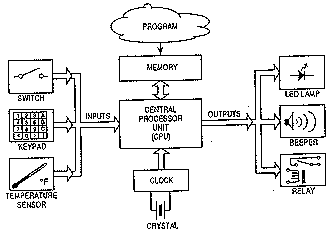 PROGRAM
MEMORY
SWITCH
LED LAMP
INPUTS
CENTRAL
PROCESSOR
UNIT
(CPU)
OUTPUTS
KEYPAD
BEEPER
°F
CLOCK
TEMPERATURE
SENSOR
RELAY
CRYSTAL